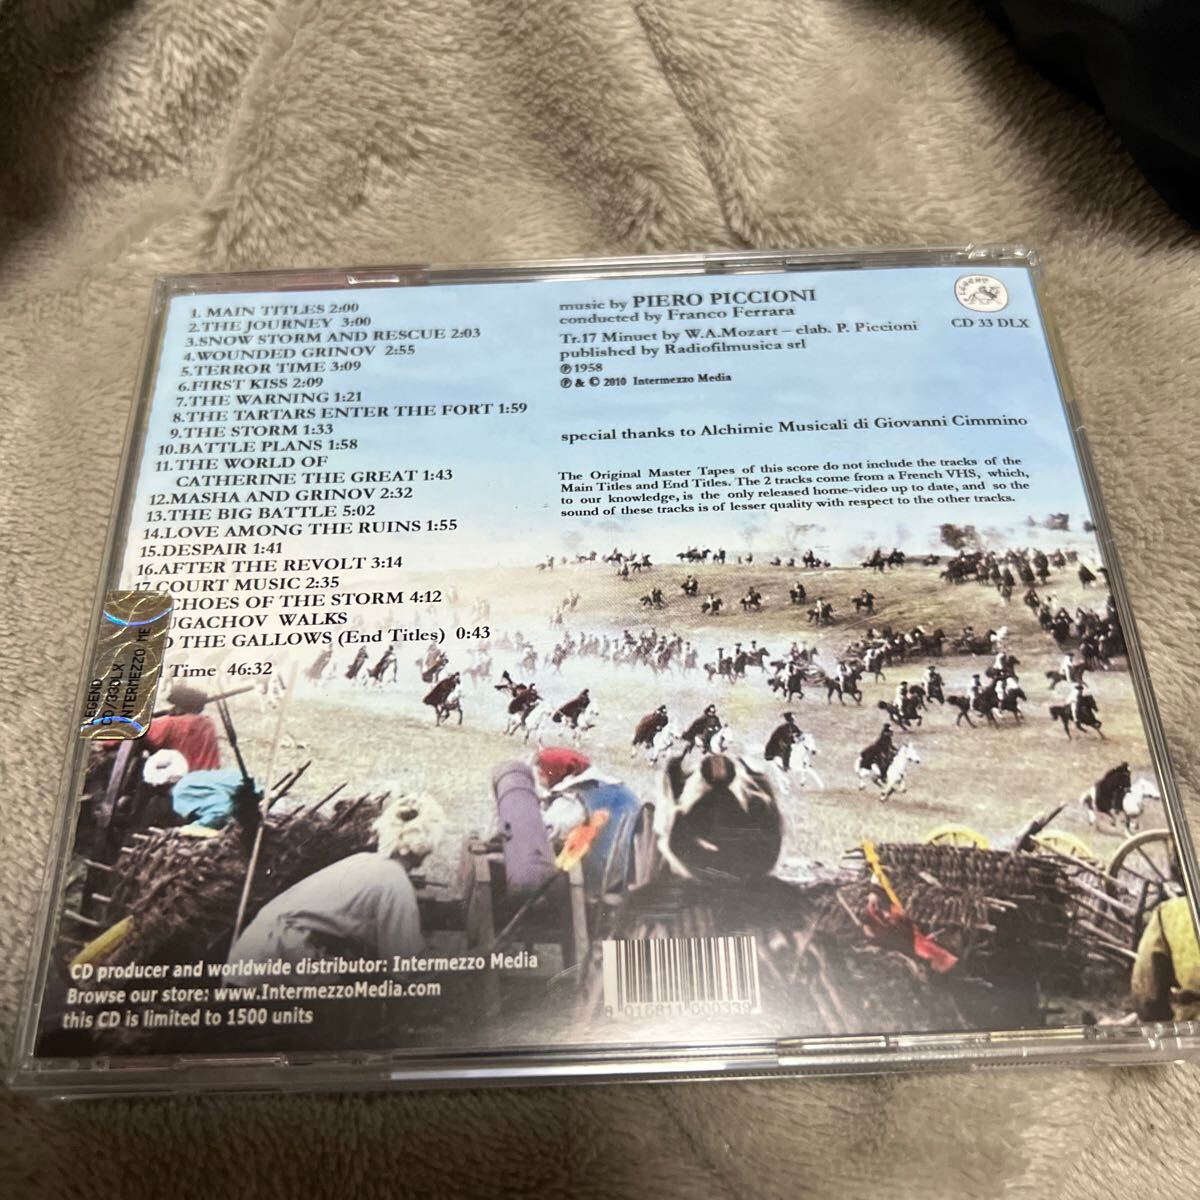 1. MAIN TITLES 2:00
2.THE JOURNEY 3:00
3.SNOW STORM AND RESCUE 2:03
4.WOUNDED GRINOV 2:55
5.TERROR TIME 3:09
6.FIRST KISS 2:09
7.THE WARNING 1:21
8.THE TARTARS ENTER THE FORT 1:59
9.THE STORM 1:33
10.BATTLE PLANS 1:58
11.THE WORLD OF
CATHERINE THE GREAT 1:43
12.MASHA AND GRINOV 2:32
13.THE BIG BATTLE 5:02
14.LOVE AMONG THE RUINS 1:55
15.DESPAIR 1:41
16.AFTER THE REVOLT 3:14
17.COURT MUSIC 2:35
CHOES OF THE STORM 4:12
UGACHOV WALKS
O THE GALLOWS (End Titles) 0:43
l Time 46:32
LEGEND
CD/33DLX
INTERMEZZO ME
music by PIERO PICCIONI
conducted by Franco Ferrara
Tr.17 Minuet by W.A.Mozart – elab. P. Piccioni
published by Radiofilmusica srl
℗1958
℗ & © 2010 Intermezzo Media
CD 33 DLX
special thanks to Alchimie Musicali di Giovanni Cimmino
The Original Master Tapes of this score do not include the tracks of the
Main Titles and End Titles. The 2 tracks come from a French VHS, which,
to our knowledge, is the only released home-video up to date, and so the
sound of these tracks is of lesser quality with respect to the other tracks.
CD producer and worldwide distributor: Intermezzo Media
Browse our store: www.IntermezzoMedia.com
this CD is limited to 1500 units
8 016811 000339